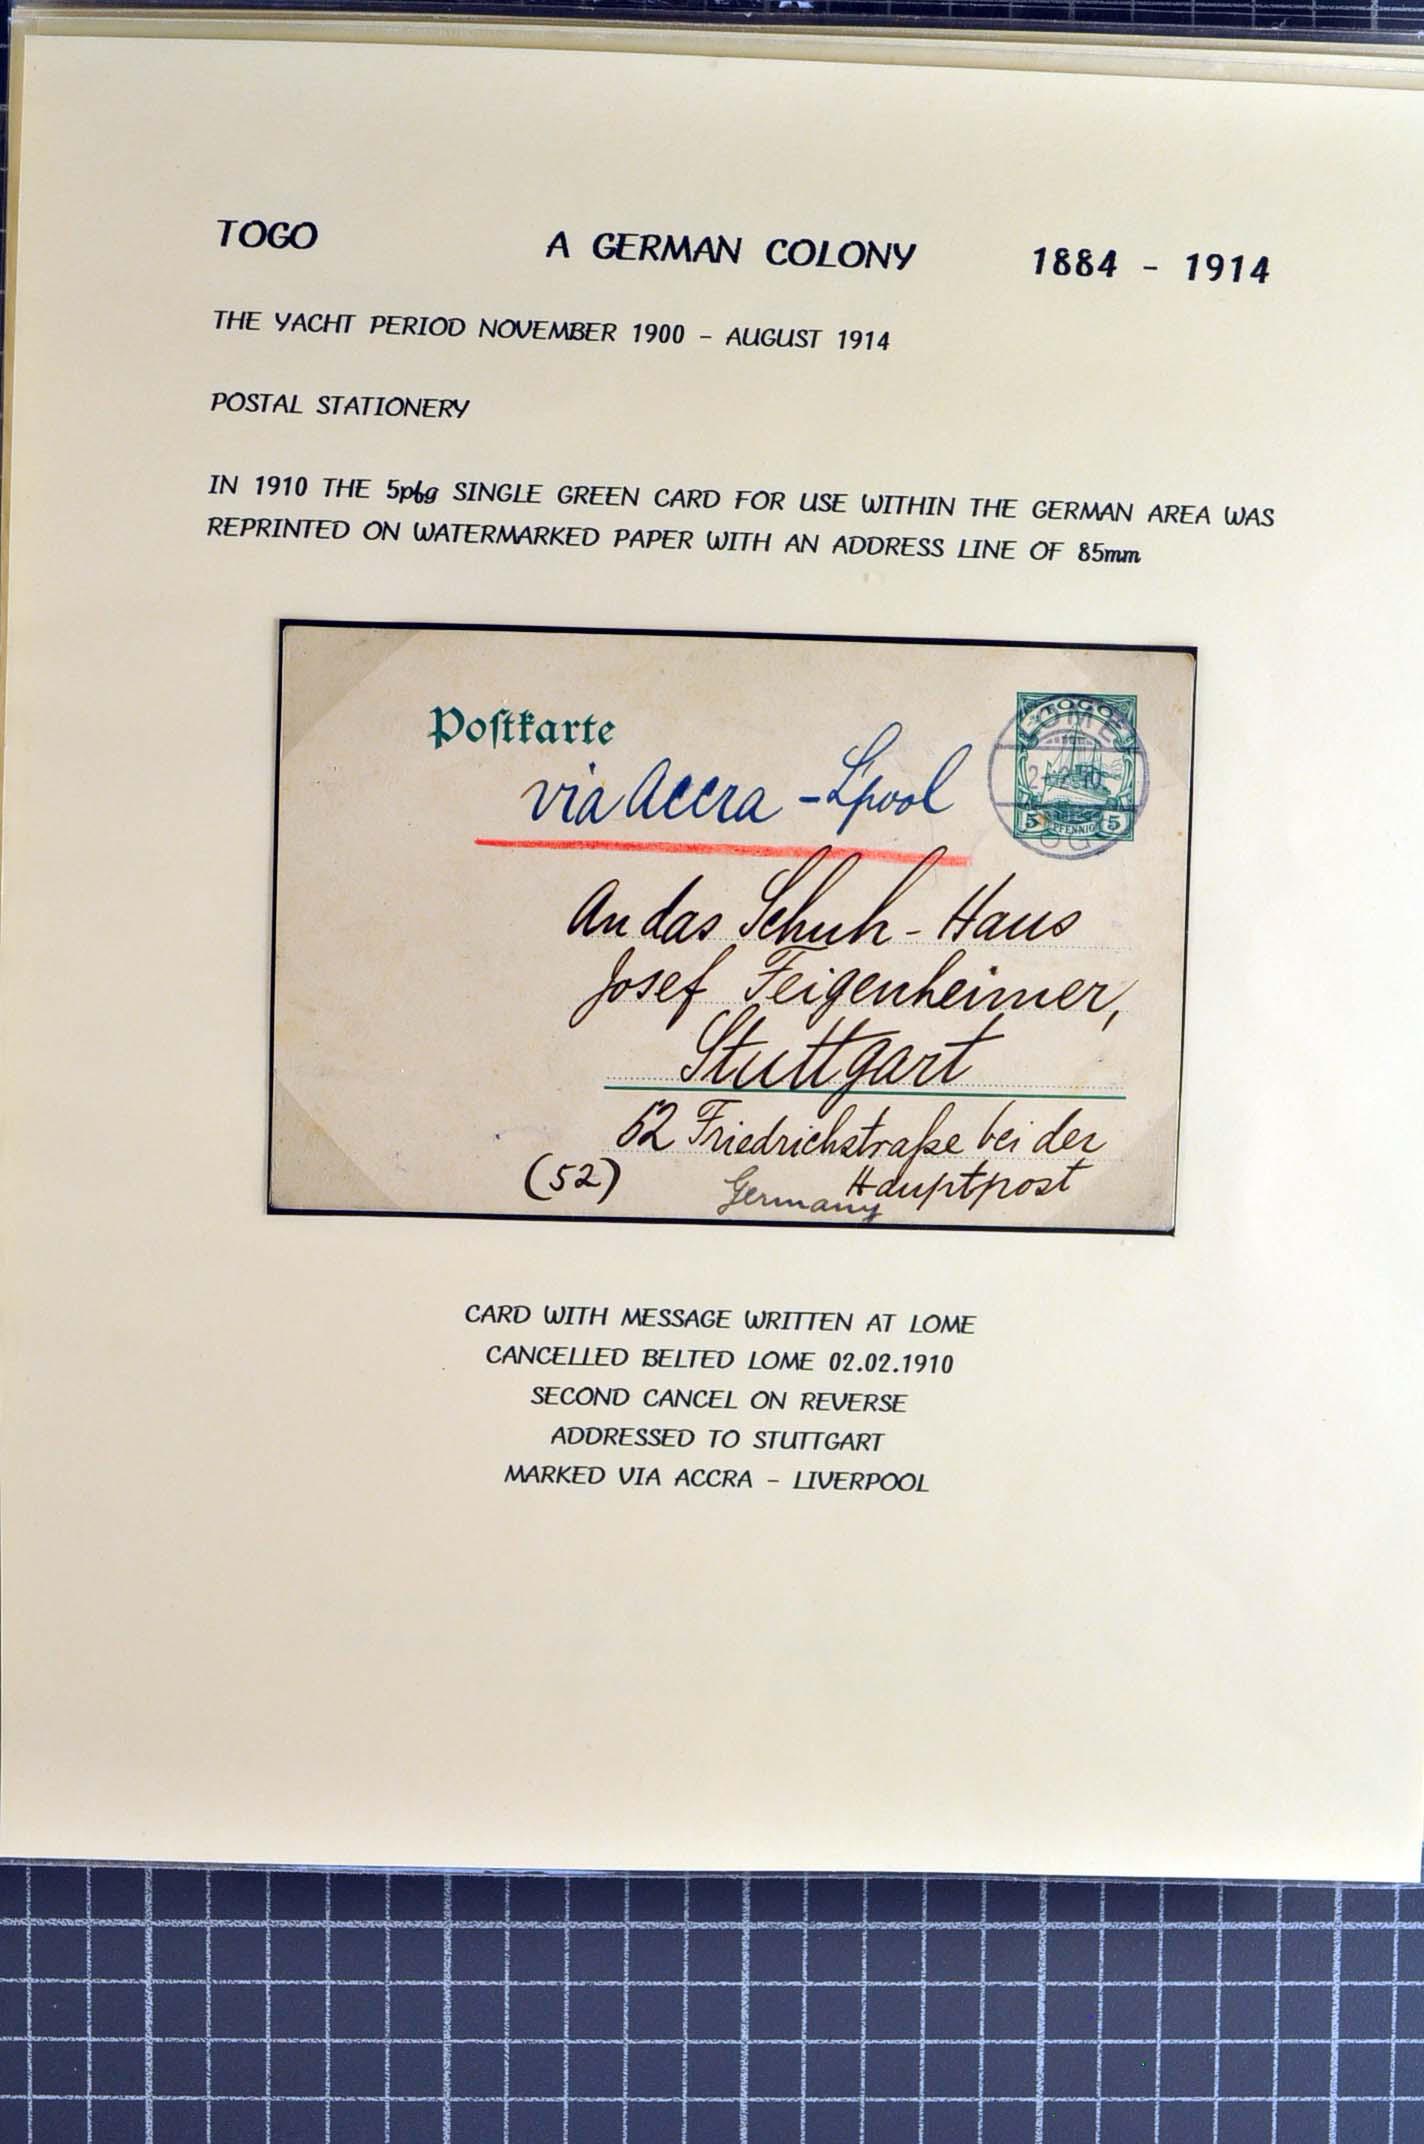 TOGO A GERMAN COLONY 1884 - 1914
THE YACHT PERIOD NOVEMBER 1900 - AUGUST 1914
POSTAL STATIONERY
IN 1910 THE 5pfg SINGLE GREEN CARD FOR USE WITHIN THE GERMAN AREA WAS
REPRINTED ON WATERMARKED PAPER WITH AN ADDRESS LINE OF 85mm
Postkarte
TOGO
LOME
5 PFENNIG 5
via Accra - L'pool
An das Schuh-Haus
Josef Feigenheimer,
Stuttgart
52 Friedrichstraße bei der
Hauptpost
(52)
Germany
CARD WITH MESSAGE WRITTEN AT LOME
CANCELLED BELTED LOME 02.02.1910
SECOND CANCEL ON REVERSE
ADDRESSED TO STUTTGART
MARKED VIA ACCRA - LIVERPOOL